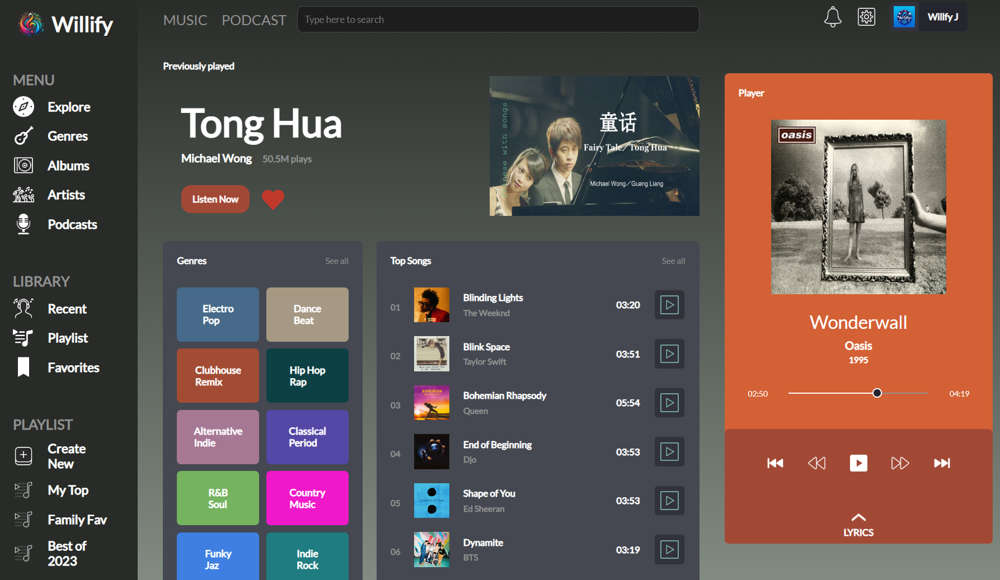 Willify
MUSIC
PODCAST
Type here to search
Willfy J
MENU
Explore
Genres
Albums
Artists
Podcasts
LIBRARY
Recent
Playlist
Favorites
PLAYLIST
Create
New
My Top
Family Fav
Best of
2023
Previously played
Tong Hua
Michael Wong 50.5M plays
Listen Now
童话
Fairy Tale／Tong Hua
Michael Wong／Guang Liang
Genres
See all
Electro
Pop
Dance
Beat
Clubhouse
Remix
Hip Hop
Rap
Alternative
Indie
Classical
Period
R&B
Soul
Country
Music
Funky
Jaz
Indie
Rock
Top Songs
See all
01
Blinding Lights
The Weeknd
03:20
02
Blink Space
Taylor Swift
03:51
03
BOHEMIAN
Bohemian Rhapsody
Queen
05:54
04
End of Beginning
Djo
03:53
05
Shape of You
Ed Sheeran
03:53
06
Dynamite
BTS
03:19
Player
oasis
Wonderwall
Oasis
1995
02:50
04:19
LYRICS